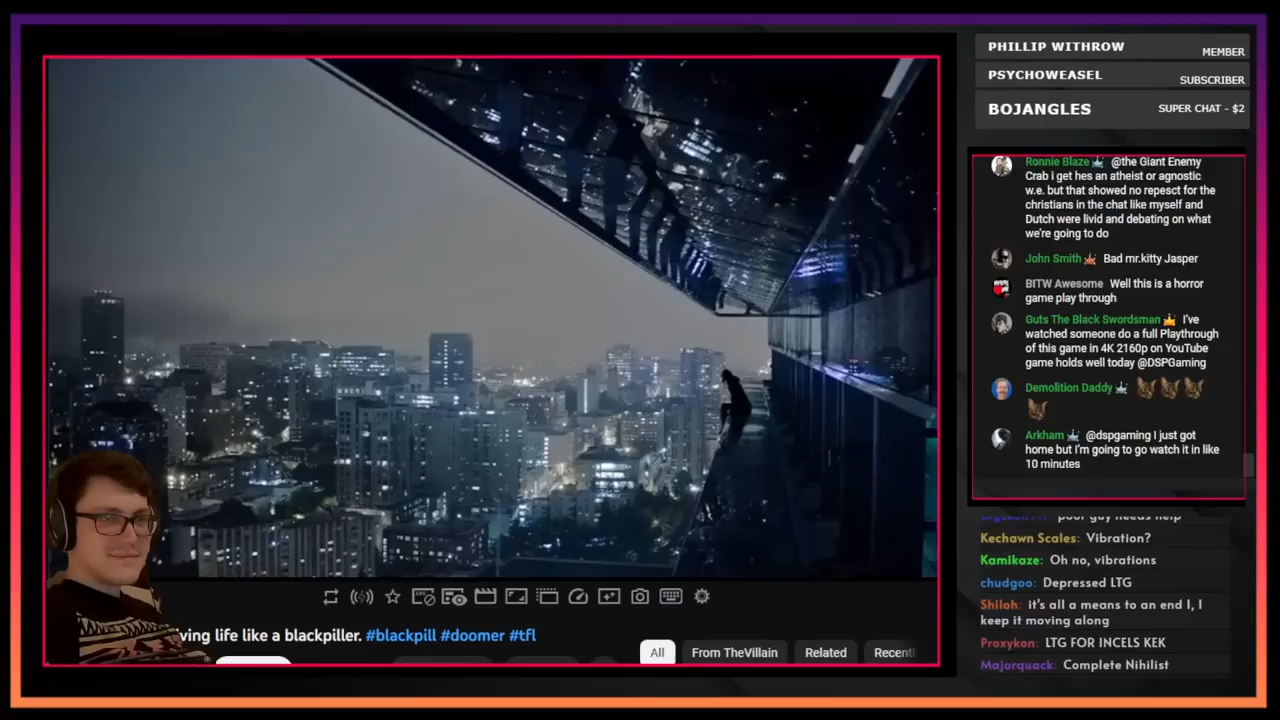 PHILLIP WITHROW MEMBER
PSYCHOWEASEL SUBSCRIBER
BOJANGLES SUPER CHAT - $2
Ronnie Blaze @the Giant Enemy
Crab i get hes an atheist or agnostic
w.e. but that showed no repesct for the
christians in the chat like myself and
Dutch were livid and debating on what
we're going to do
John Smith Bad mr.kitty Jasper
BITW Awesome Well this is a horror
game play through
Guts The Black Swordsman I've
watched someone do a full Playthrough
of this game in 4K 2160p on YouTube
game holds well today @DSPGaming
Demolition Daddy
Arkham @dspgaming I just got
home but I'm going to go watch it in like
10 minutes
poor guy needs help
Kechawn Scales: Vibration?
Kamikaze: Oh no, vibrations
chudgoo: Depressed LTG
Shiloh: it's all a means to an end I, I
keep it moving along
Proxykon: LTG FOR INCELS KEK
Majorquack: Complete Nihilist
ving life like a blackpiller. #blackpill #doomer #tfl
All From TheVillain Related Recent